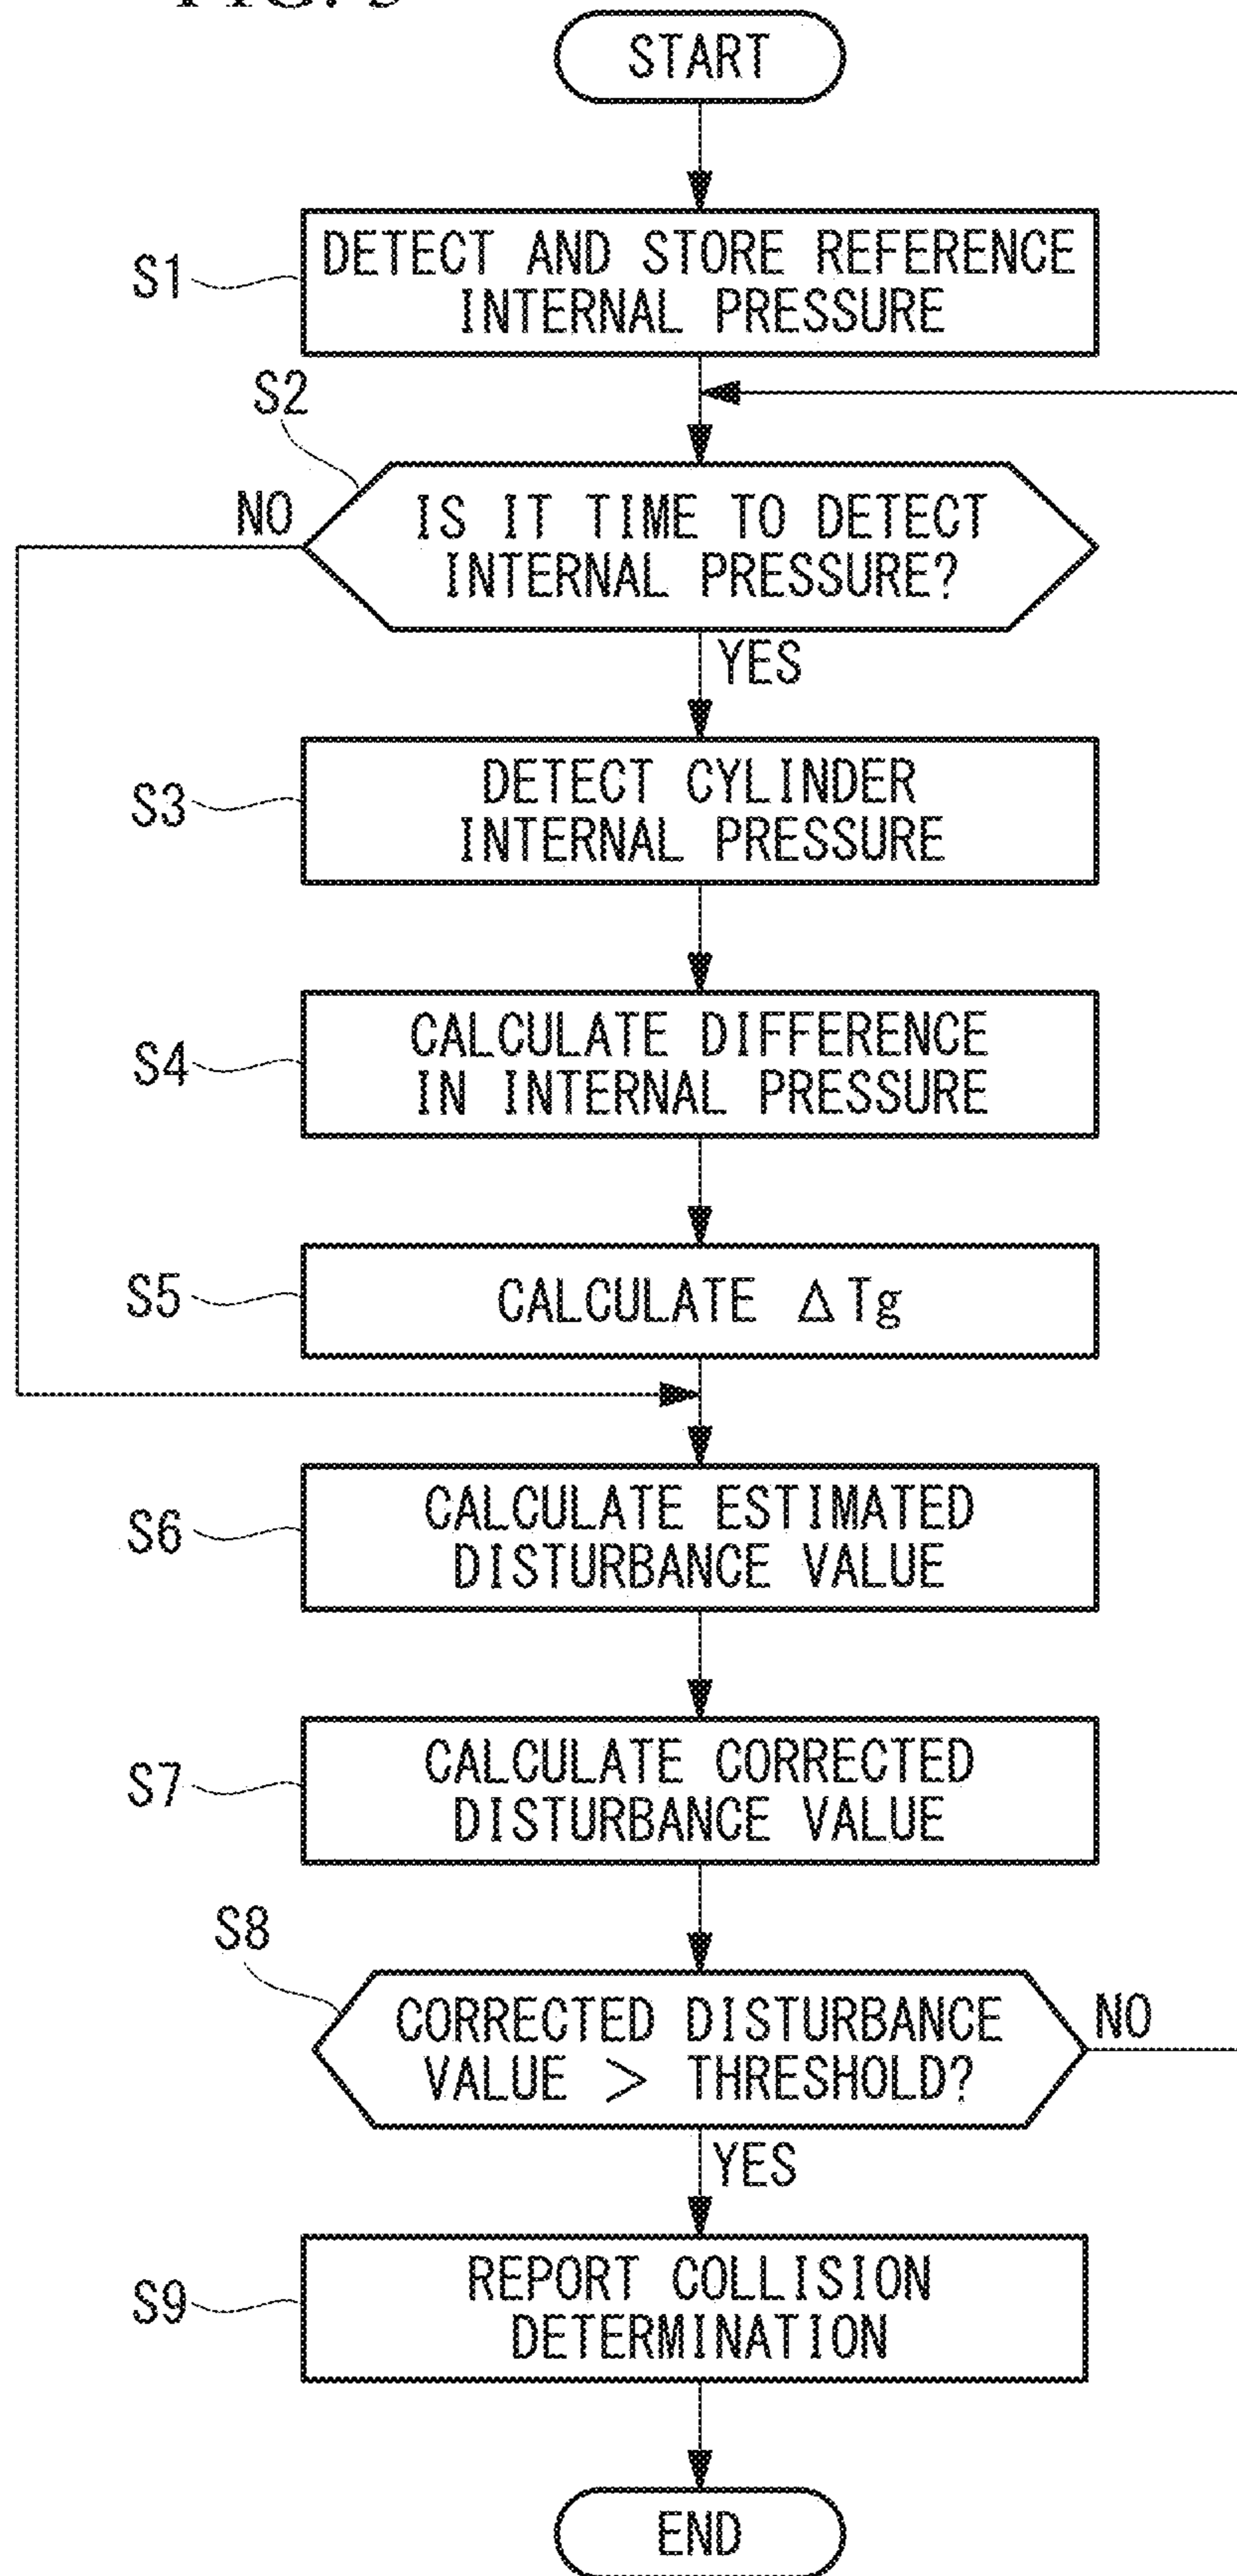 START
S1
DETECT AND STORE REFERENCE
INTERNAL PRESSURE
S2
NO
IS IT TIME TO DETECT
INTERNAL PRESSURE?
YES
S3
DETECT CYLINDER
INTERNAL PRESSURE
S4
CALCULATE DIFFERENCE
IN INTERNAL PRESSURE
S5
CALCULATE Δ Tg
S6
CALCULATE ESTIMATED
DISTURBANCE VALUE
S7
CALCULATE CORRECTED
DISTURBANCE VALUE
S8
CORRECTED DISTURBANCE
VALUE > THRESHOLD?
NO
YES
S9
REPORT COLLISION
DETERMINATION
END